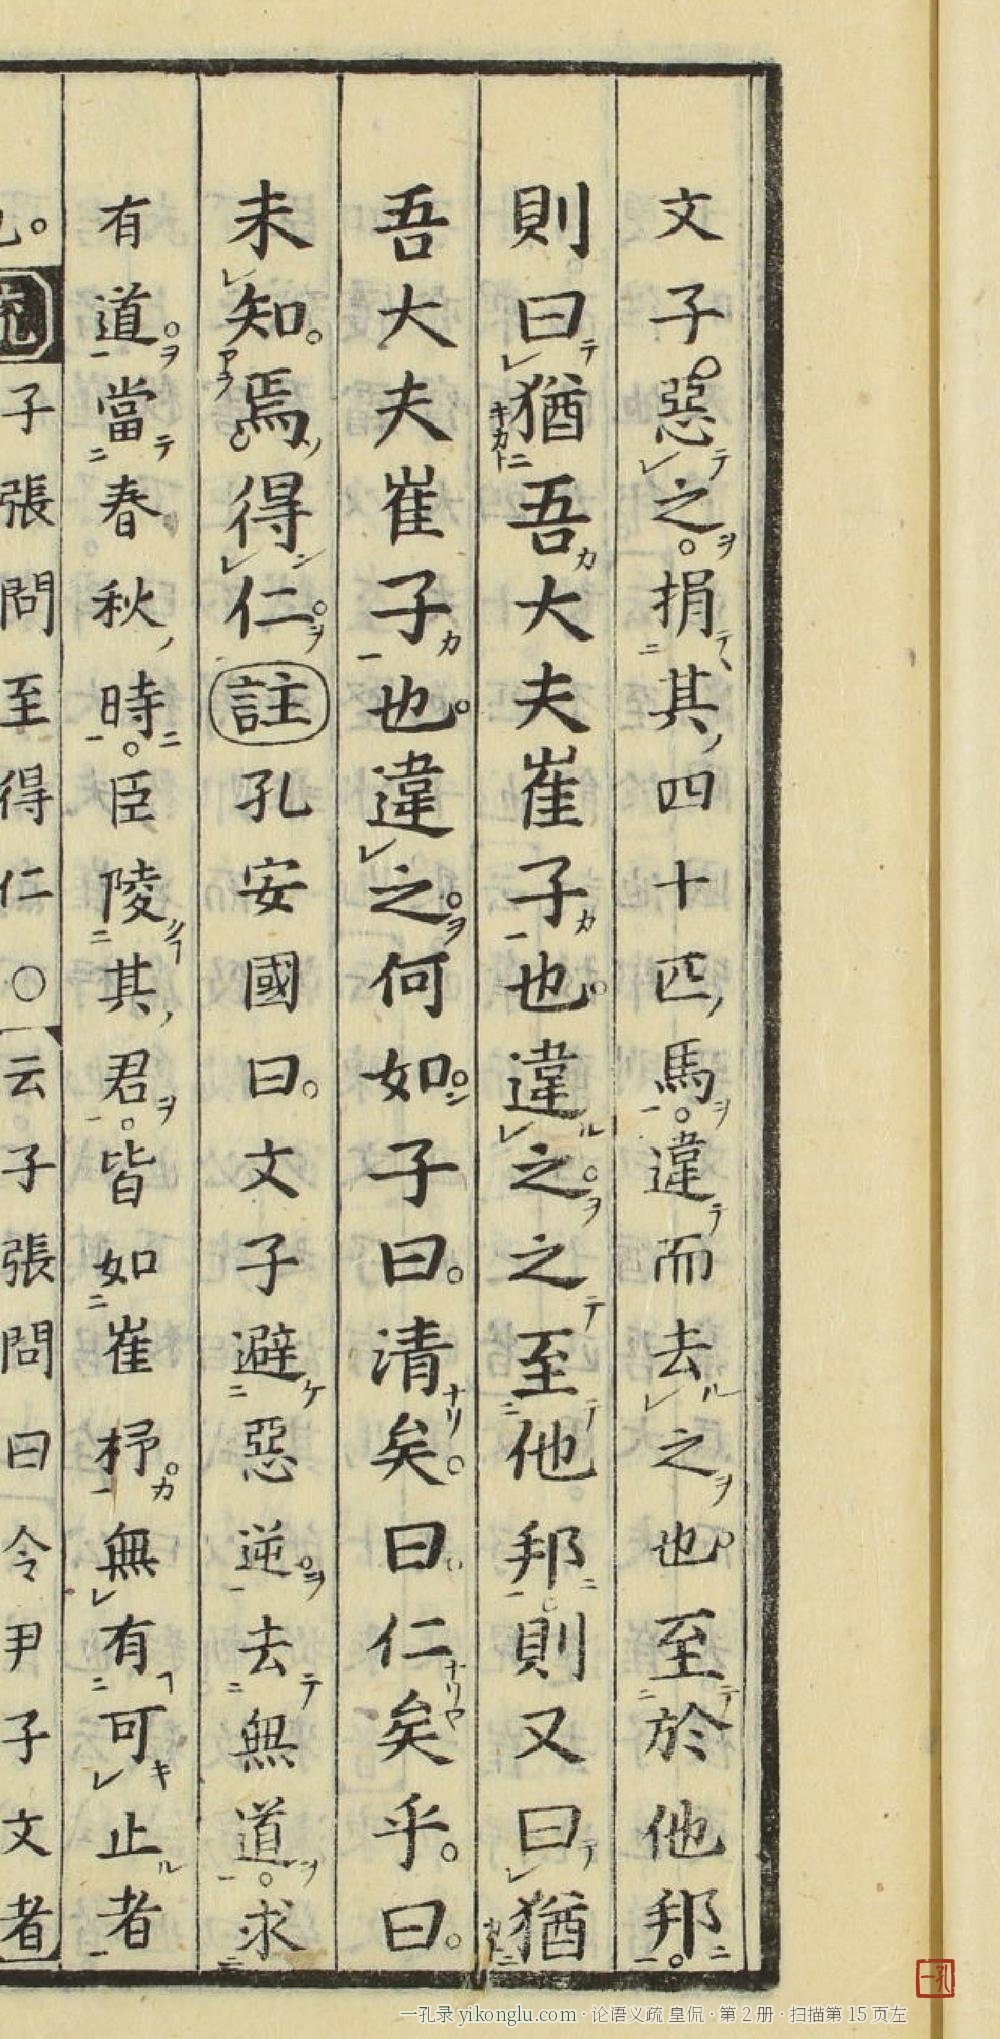 文子惡之捐其四十匹馬違而去之也至於他邦
則曰猶吾大夫崔子也違之之至他邦則又曰猶
吾大夫崔子也違之何如子曰清矣曰仁矣乎曰
未知焉得仁註孔安國曰文子避惡逆去無道求
有道當春秋時臣陵其君皆如崔杼無有可止者
也疏子張問至得仁○云子張問曰令尹子文者
一孔录 yikonglu.com · 论语义疏 皇侃 · 第 2 册 · 扫描第 15 页左
一孔